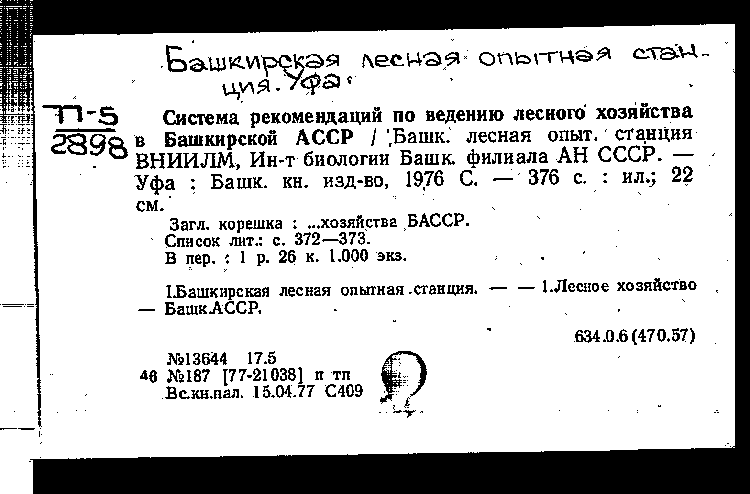 Башкирская лесная опытная стан-
ция. Уфа.
П-5
2898
Система рекомендаций по ведению лесного хозяйства
в Башкирской АССР / Башк. лесная опыт. станция
ВНИИЛМ, Ин-т биологии Башк. филиала АН СССР. —
Уфа : Башк. кн. изд-во, 1976 С. — 376 с. : ил.; 22
см.
Загл. корешка : ...хозяйства БАССР.
Список лит.: с. 372—373.
В пер. : 1 р. 26 к. 1.000 экз.
I.Башкирская лесная опытная станция. — — 1.Лесное хозяйство
— Башк.АССР.
634.0.6(470.57)
№13644 17.5
46 №187 [77-21038] п тп
Вс.кн.пал. 15.04.77 С409